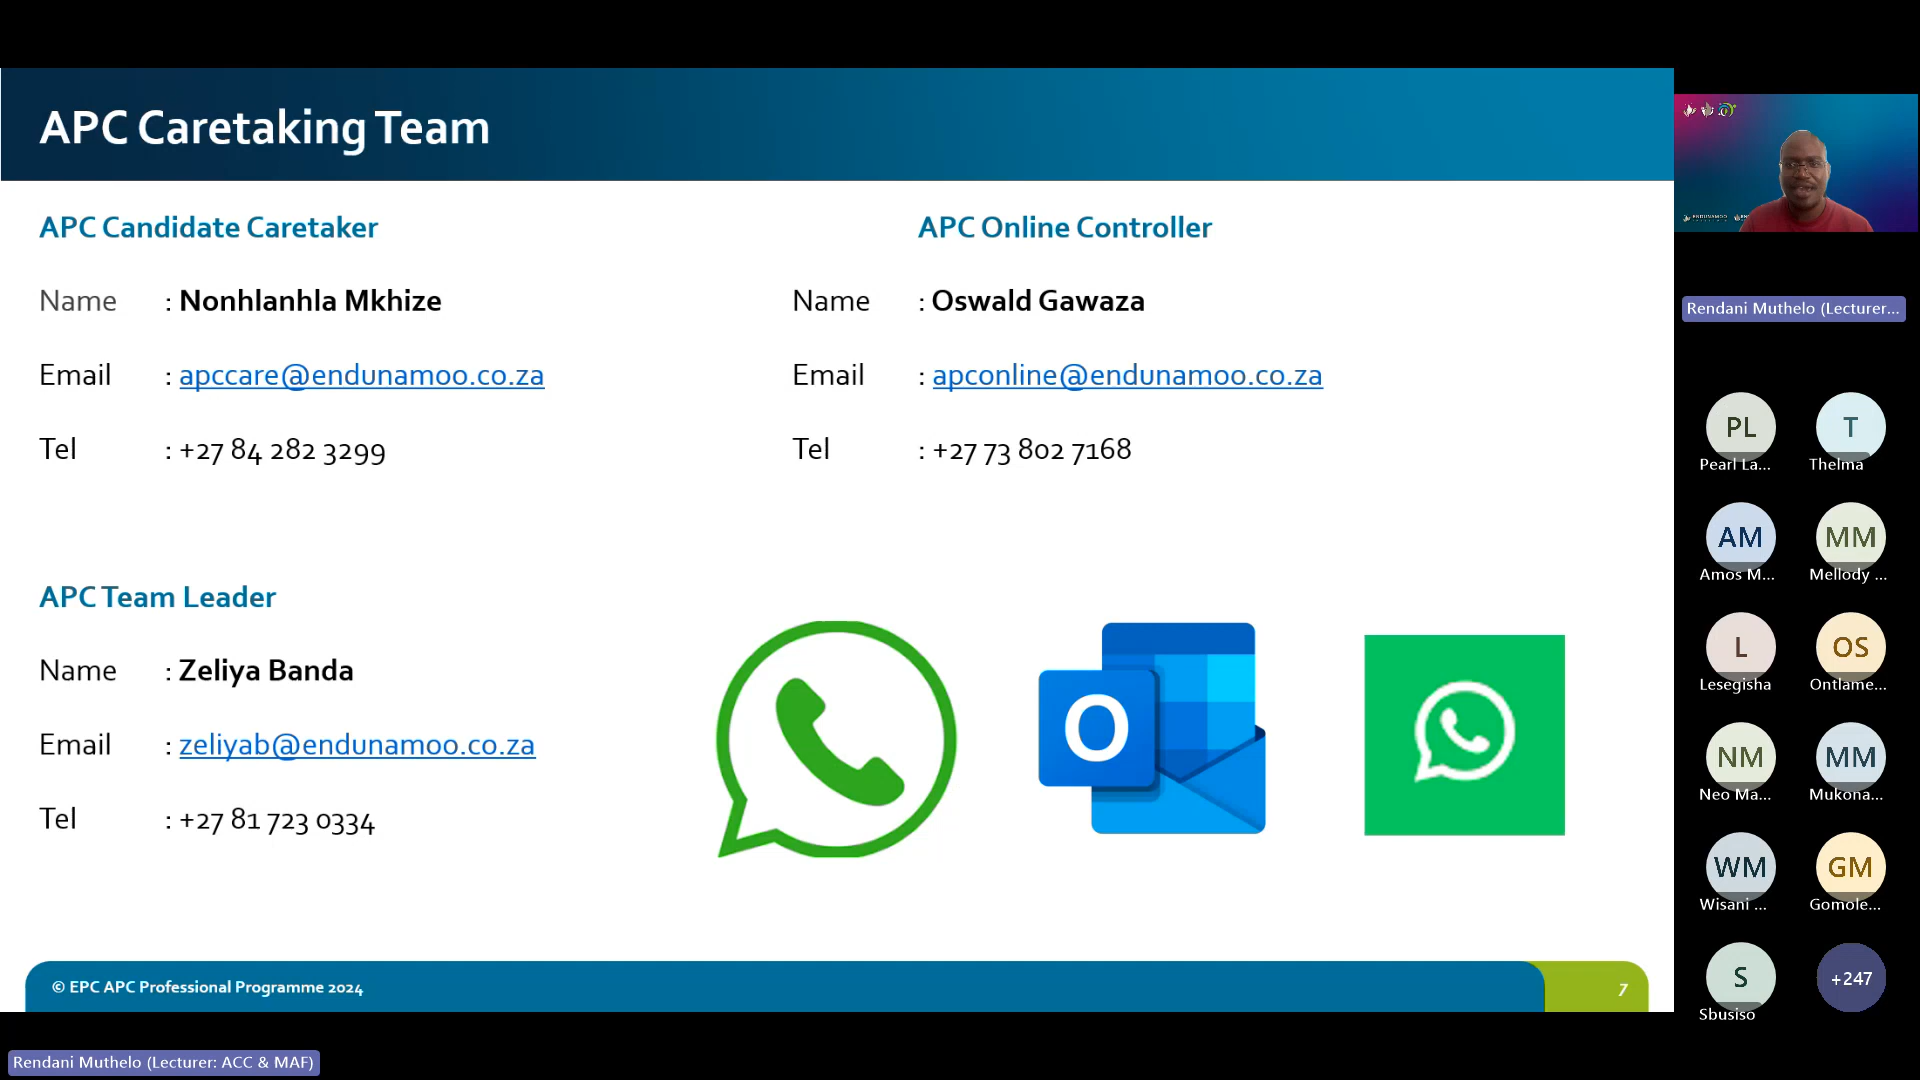 APC Caretaking Team
APC Candidate Caretaker
Name : Nonhlanhla Mkhize
Email : apccare@endunamoo.co.za
Tel : +27 84 282 3299
APC Online Controller
Name : Oswald Gawaza
Email : apconline@endunamoo.co.za
Tel : +27 73 802 7168
APC Team Leader
Name : Zeliya Banda
Email : zeliyab@endunamoo.co.za
Tel : +27 81 723 0334
O
© EPC APC Professional Programme 2024
7
Rendani Muthelo (Lecturer: ACC & MAF)
ENDUNAMOO
Rendani Muthelo (Lecturer...
PL
Pearl La...
T
Thelma
AM
Amos M...
MM
Mellody ...
L
Lesegisha
OS
Ontlame...
NM
Neo Ma...
MM
Mukona...
WM
Wisani ...
GM
Gomole...
S
Sbusiso
+247